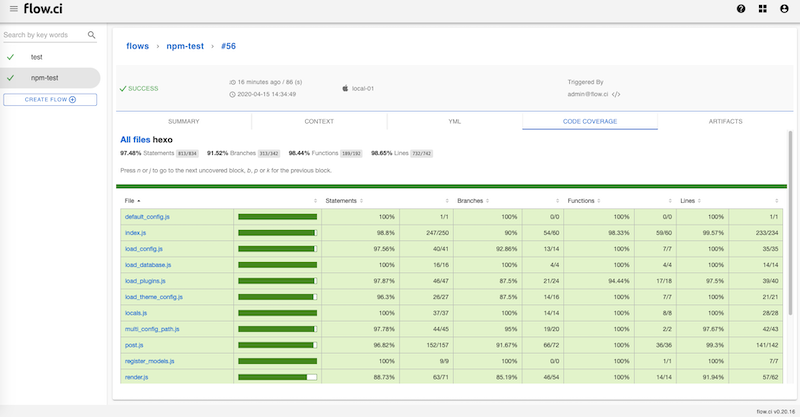 flow.ci
Search by key words
test
npm-test
CREATE FLOW
flows › npm-test › #56
SUCCESS
16 minutes ago / 86 (s)
2020-04-15 14:34:49
local-01
Triggered By
admin@flow.ci </>
SUMMARY CONTEXT YML CODE COVERAGE ARTIFACTS
All files hexo
97.48% Statements 813/834 91.52% Branches 313/342 98.44% Functions 189/192 98.65% Lines 732/742
Press n or j to go to the next uncovered block, b, p or k for the previous block.
File Statements Branches Functions Lines
default_config.js 100% 1/1 100% 0/0 100% 0/0 100% 1/1
index.js 98.8% 247/250 90% 54/60 98.33% 59/60 99.57% 233/234
load_config.js 97.56% 40/41 92.86% 13/14 100% 7/7 100% 35/35
load_database.js 100% 16/16 100% 4/4 100% 4/4 100% 14/14
load_plugins.js 97.87% 46/47 87.5% 21/24 94.44% 17/18 97.5% 39/40
load_theme_config.js 96.3% 26/27 87.5% 14/16 100% 7/7 100% 21/21
locals.js 100% 37/37 100% 14/14 100% 8/8 100% 28/28
multi_config_path.js 97.78% 44/45 95% 19/20 100% 2/2 97.67% 42/43
post.js 96.82% 152/157 91.67% 66/72 100% 36/36 99.3% 141/142
register_models.js 100% 9/9 100% 0/0 100% 1/1 100% 7/7
render.js 88.73% 63/71 85.19% 46/54 100% 14/14 91.94% 57/62
flow.ci v0.20.16